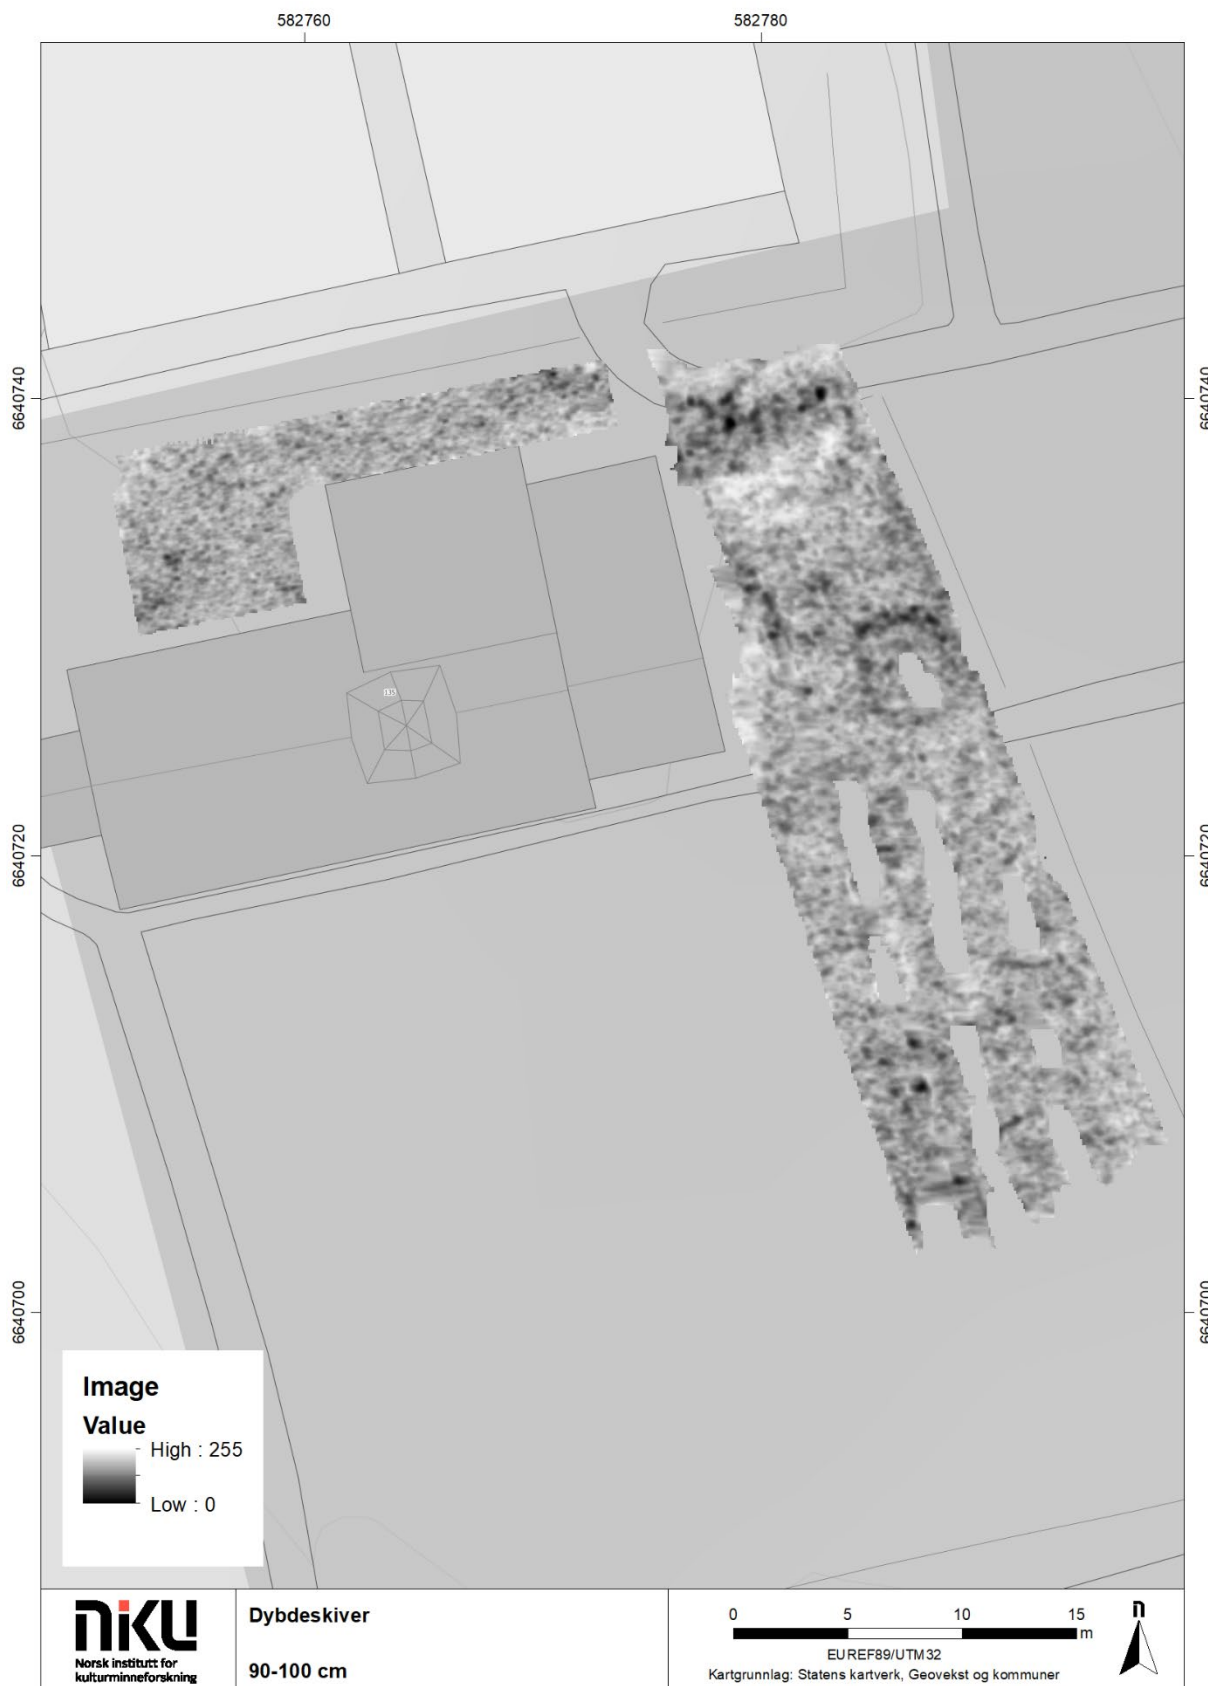 582760
582780
6640740
6640740
135
6640720
6640720
6640700
6640700
Image
Value
High : 255
Low : 0
NIKU
Norsk institutt for
kulturminneforskning
Dybdeskiver
90-100 cm
0 5 10 15
m
EUREF89/UTM32
Kartgrunnlag: Statens kartverk, Geovekst og kommuner
n